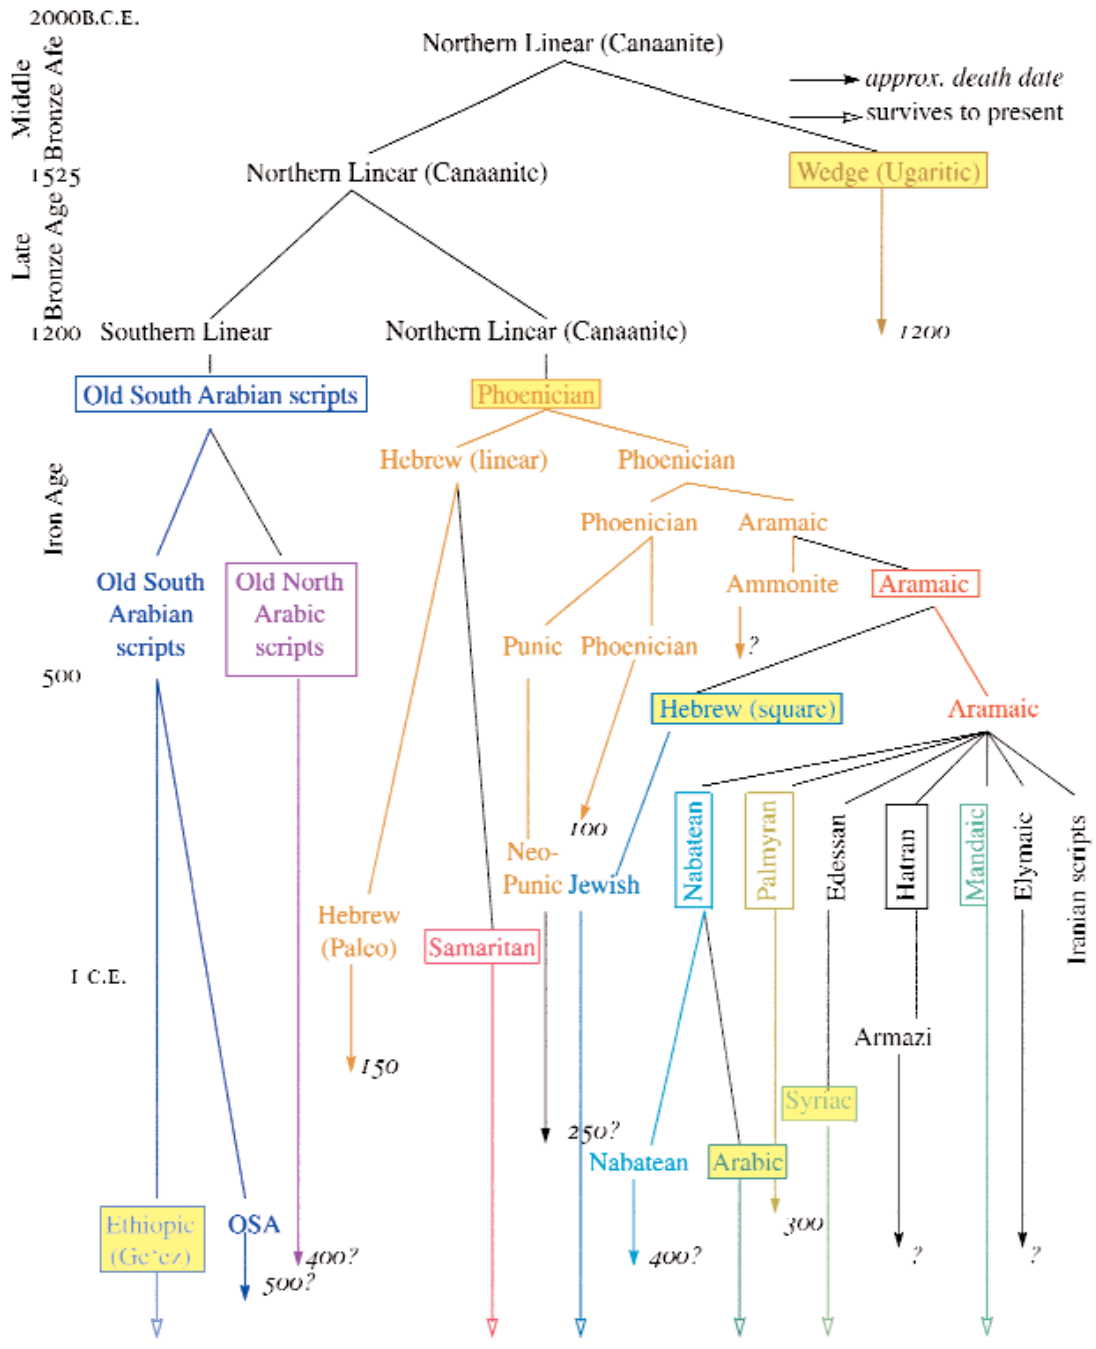 2000B.C.E.
Northern Linear (Canaanite)
approx. death date
survives to present
Middle
Bronze Afe
Northern Linear (Canaanite)
Wedge (Ugaritic)
1525
Late
Bronze Age
1200
Southern Linear
Northern Linear (Canaanite)
1200
Old South Arabian scripts
Phoenician
Hebrew (linear)
Phoenician
Iron Age
Phoenician
Aramaic
Old South
Arabian
scripts
Old North
Arabic
scripts
Ammonite
Aramaic
Punic
Phoenician
?
500
Hebrew (square)
Aramaic
Nabatean
Palmyran
Edessan
Hatran
Mandaic
Elymaic
Iranian scripts
100
Neo-
Punic
Jewish
Hebrew
(Paleo)
Samaritan
1 C.E.
Armazi
150
Syriac
250?
Nabatean
Arabic
Ethiopic
(Ge‘ez)
OSA
300
400?
400?
?
?
500?